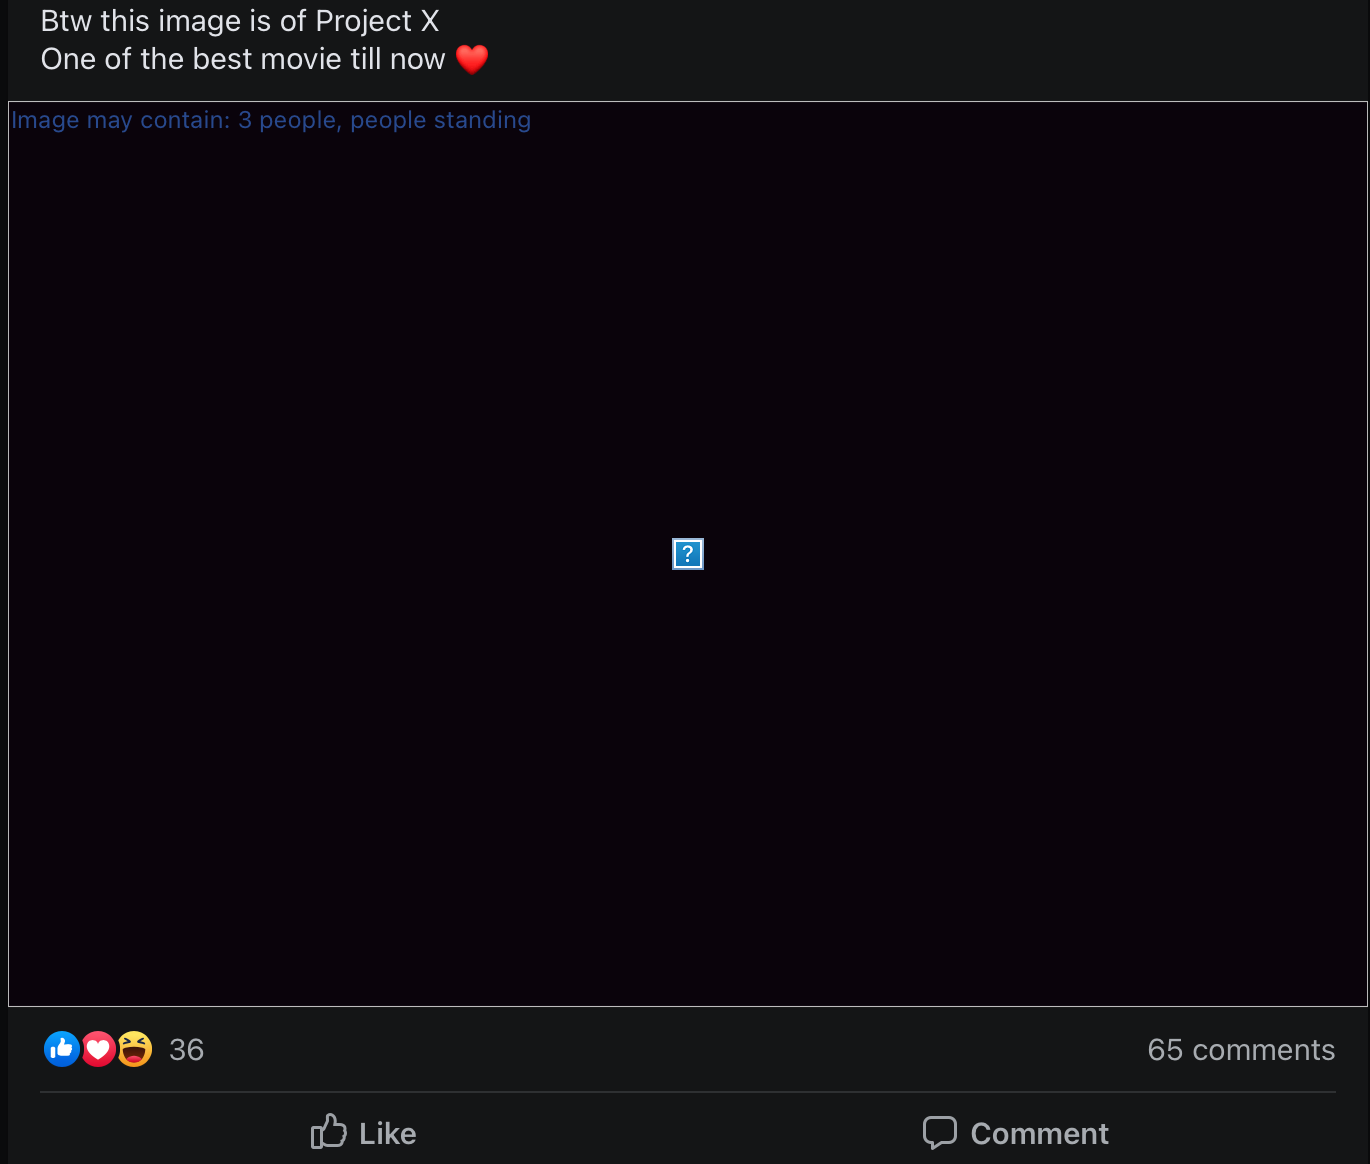 Btw this image is of Project X
One of the best movie till now ❤️
Image may contain: 3 people, people standing
?
36
65 comments
Like
Comment